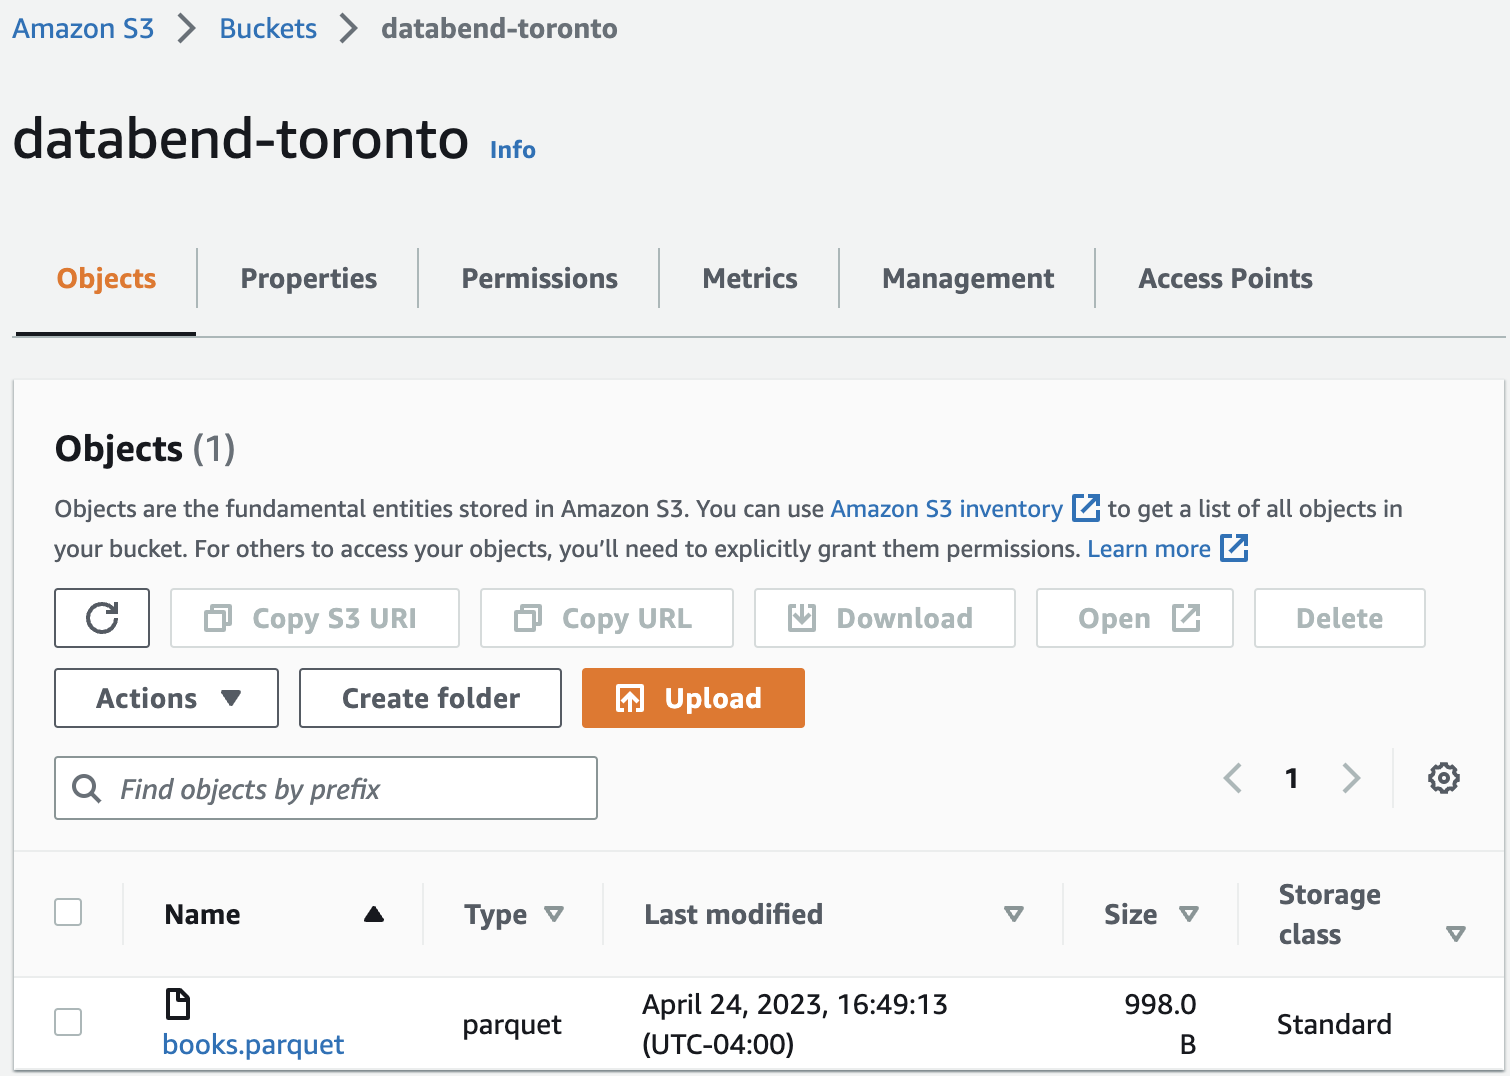 Amazon S3 > Buckets > databend-toronto
databend-toronto Info
Objects Properties Permissions Metrics Management Access Points
Objects (1)
Objects are the fundamental entities stored in Amazon S3. You can use Amazon S3 inventory to get a list of all objects in
your bucket. For others to access your objects, you’ll need to explicitly grant them permissions. Learn more
Copy S3 URI Copy URL Download Open Delete
Actions Create folder Upload
Find objects by prefix 1
Name Type Last modified Size Storage
class
books.parquet parquet April 24, 2023, 16:49:13
(UTC-04:00) 998.0
B Standard